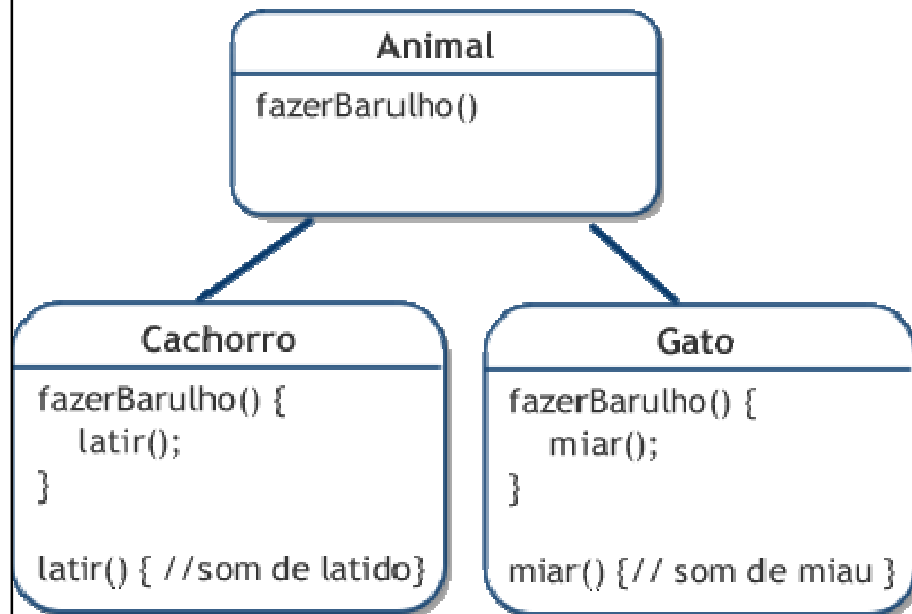 Animal
fazerBarulho()
Cachorro
fazerBarulho() {
latir();
}
latir() { //som de latido}
Gato
fazerBarulho() {
miar();
}
miar() {// som de miau }